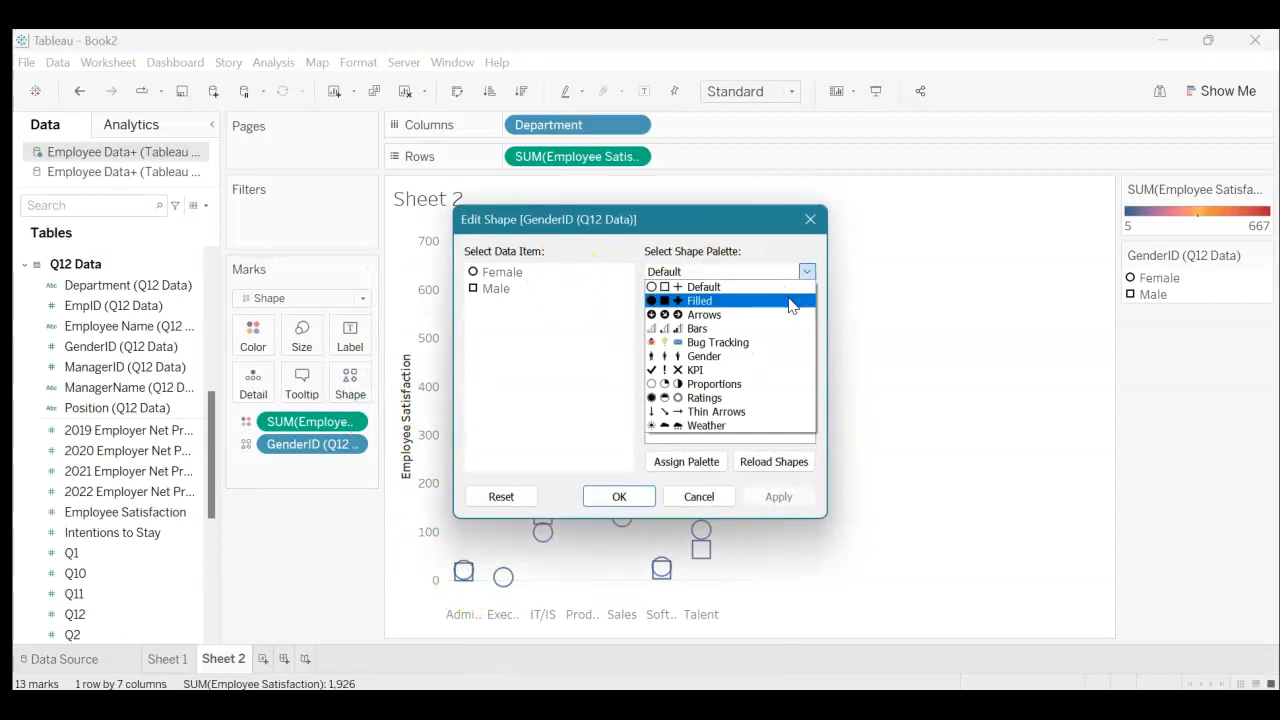 Tableau - Book2
File Data Worksheet Dashboard Story Analysis Map Format Server Window Help
Standard
Show Me
Data Analytics
Pages
Columns Department
Employee Data+ (Tableau ...
Rows SUM(Employee Satis..
Employee Data+ (Tableau ...
Filters
Sheet 2
SUM(Employee Satisfa...
5 667
Search
Tables
Q12 Data
Department (Q12 Data)
EmpID (Q12 Data)
Employee Name (Q12 ...
GenderID (Q12 Data)
ManagerID (Q12 Data)
ManagerName (Q12 D...
Position (Q12 Data)
2019 Employer Net Pr...
2020 Employer Net Pr...
2021 Employer Net Pr...
2022 Employer Net Pr...
Employee Satisfaction
Intentions to Stay
Q1
Q10
Q11
Q12
Q2
Marks
Shape
Color Size Label
Detail Tooltip Shape
SUM(Employe..
GenderID (Q12 ..
Edit Shape [GenderID (Q12 Data)]
Select Data Item:
Female
Male
Select Shape Palette:
Default
Default
Filled
Arrows
Bars
Bug Tracking
Gender
KPI
Proportions
Ratings
Thin Arrows
Weather
Assign Palette Reload Shapes
Reset OK Cancel Apply
GenderID (Q12 Data)
Female
Male
Employee Satisfaction
700
600
500
400
300
200
100
0
Admi.. Exec.. IT/IS Prod.. Sales Soft.. Talent
Data Source Sheet 1 Sheet 2
13 marks 1 row by 7 columns SUM(Employee Satisfaction): 1,926